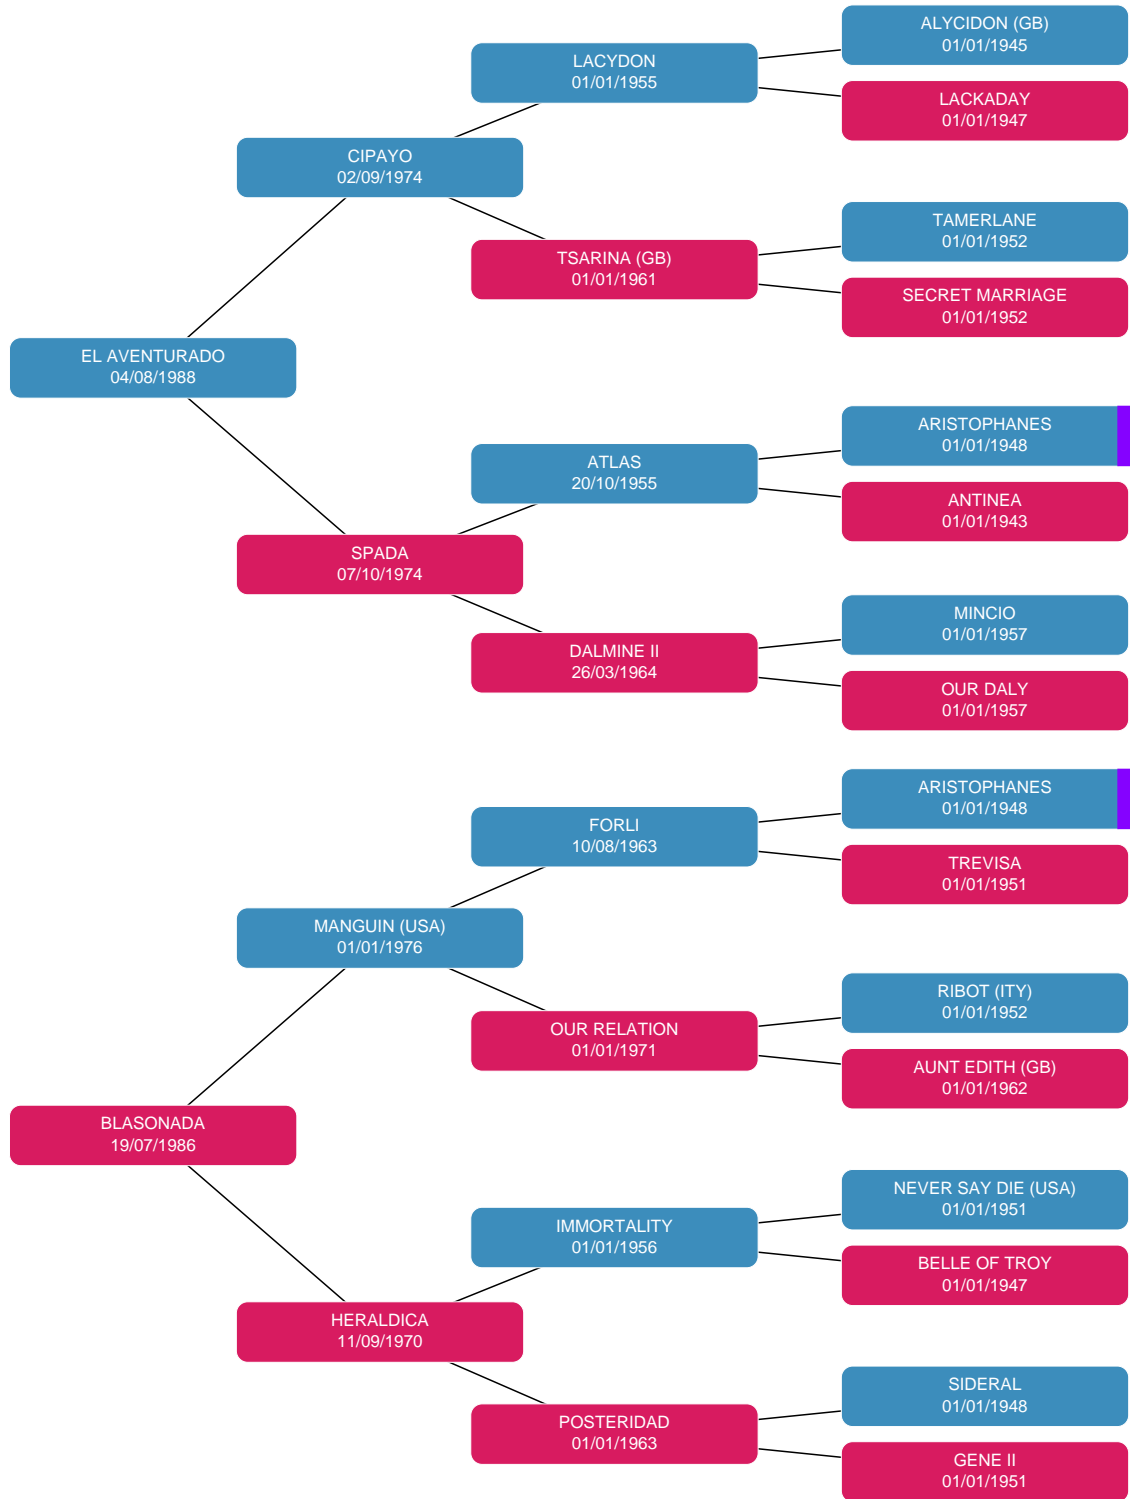 ALYCIDON (GB)
01/01/1945
LACYDON
01/01/1955
LACKADAY
01/01/1947
CIPAYO
02/09/1974
TAMERLANE
01/01/1952
TSARINA (GB)
01/01/1961
SECRET MARRIAGE
01/01/1952
EL AVENTURADO
04/08/1988
ARISTOPHANES
01/01/1948
ATLAS
20/10/1955
ANTINEA
01/01/1943
SPADA
07/10/1974
MINCIO
01/01/1957
DALMINE II
26/03/1964
OUR DALY
01/01/1957
ARISTOPHANES
01/01/1948
FORLI
10/08/1963
TREVISA
01/01/1951
MANGUIN (USA)
01/01/1976
RIBOT (ITY)
01/01/1952
OUR RELATION
01/01/1971
AUNT EDITH (GB)
01/01/1962
BLASONADA
19/07/1986
NEVER SAY DIE (USA)
01/01/1951
IMMORTALITY
01/01/1956
BELLE OF TROY
01/01/1947
HERALDICA
11/09/1970
SIDERAL
01/01/1948
POSTERIDAD
01/01/1963
GENE II
01/01/1951